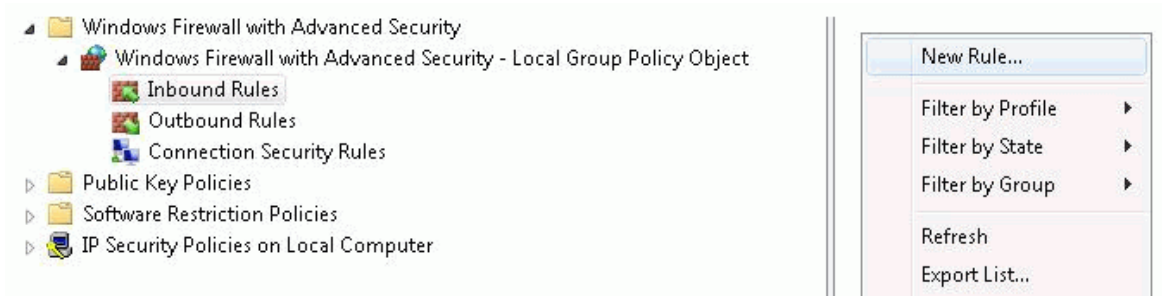 Windows Firewall with Advanced Security
Windows Firewall with Advanced Security - Local Group Policy Object
Inbound Rules
Outbound Rules
Connection Security Rules
Public Key Policies
Software Restriction Policies
IP Security Policies on Local Computer
New Rule...
Filter by Profile
Filter by State
Filter by Group
Refresh
Export List...